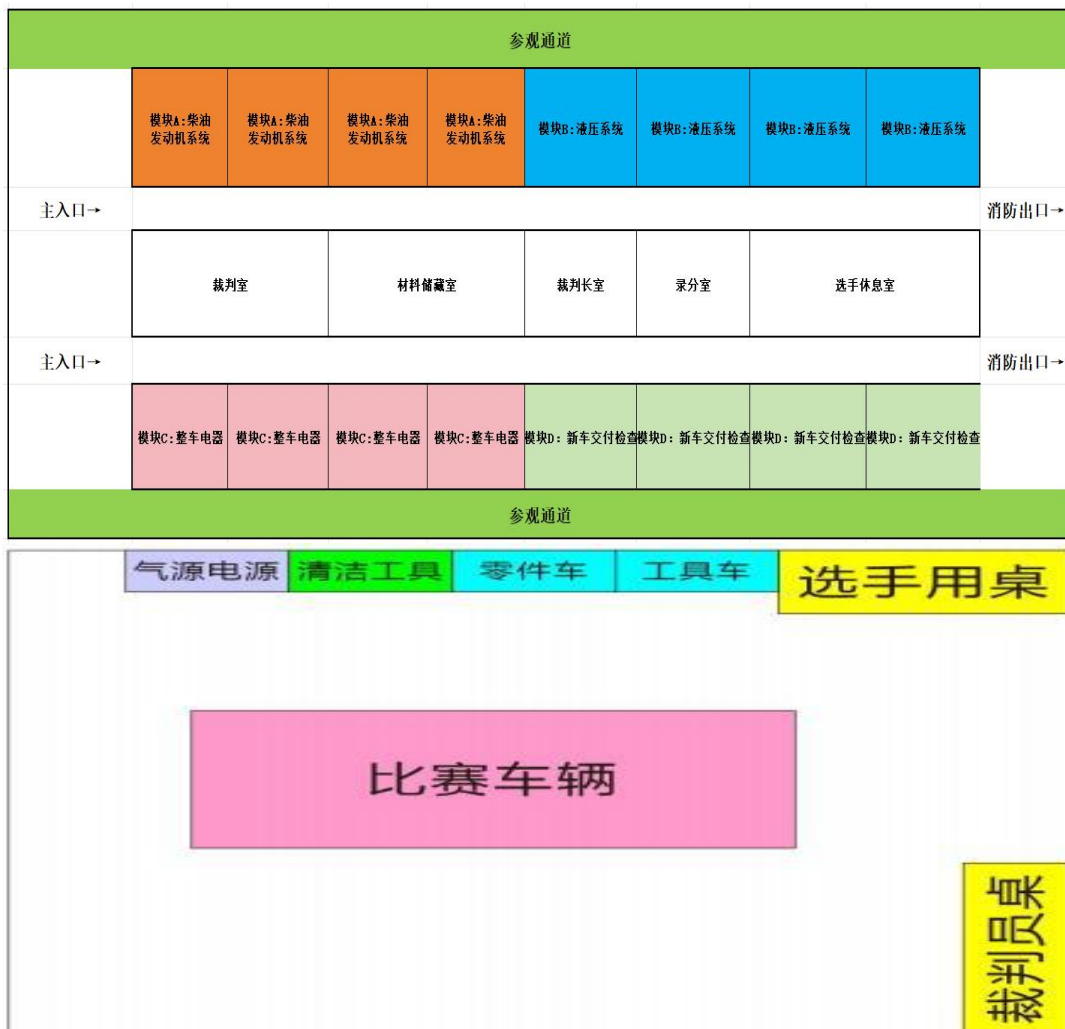 参观通道
模块A:柴油 模块A:柴油 模块A:柴油 模块A:柴油
发动机系统 发动机系统 发动机系统 发动机系统
模块B:液压系统 模块B:液压系统 模块B:液压系统 模块B:液压系统
主入口→ 消防出口→
裁判室 材料储藏室 裁判长室 录分室 选手休息室
主入口→ 消防出口→
模块C:整车电器 模块C:整车电器 模块C:整车电器 模块C:整车电器 模块D: 新车交付检查 模块D: 新车交付检查 模块D: 新车交付检查 模块D: 新车交付检查
参观通道
气源电源 清洁工具 零件车 工具车 选手用桌
比赛车辆
裁判员桌